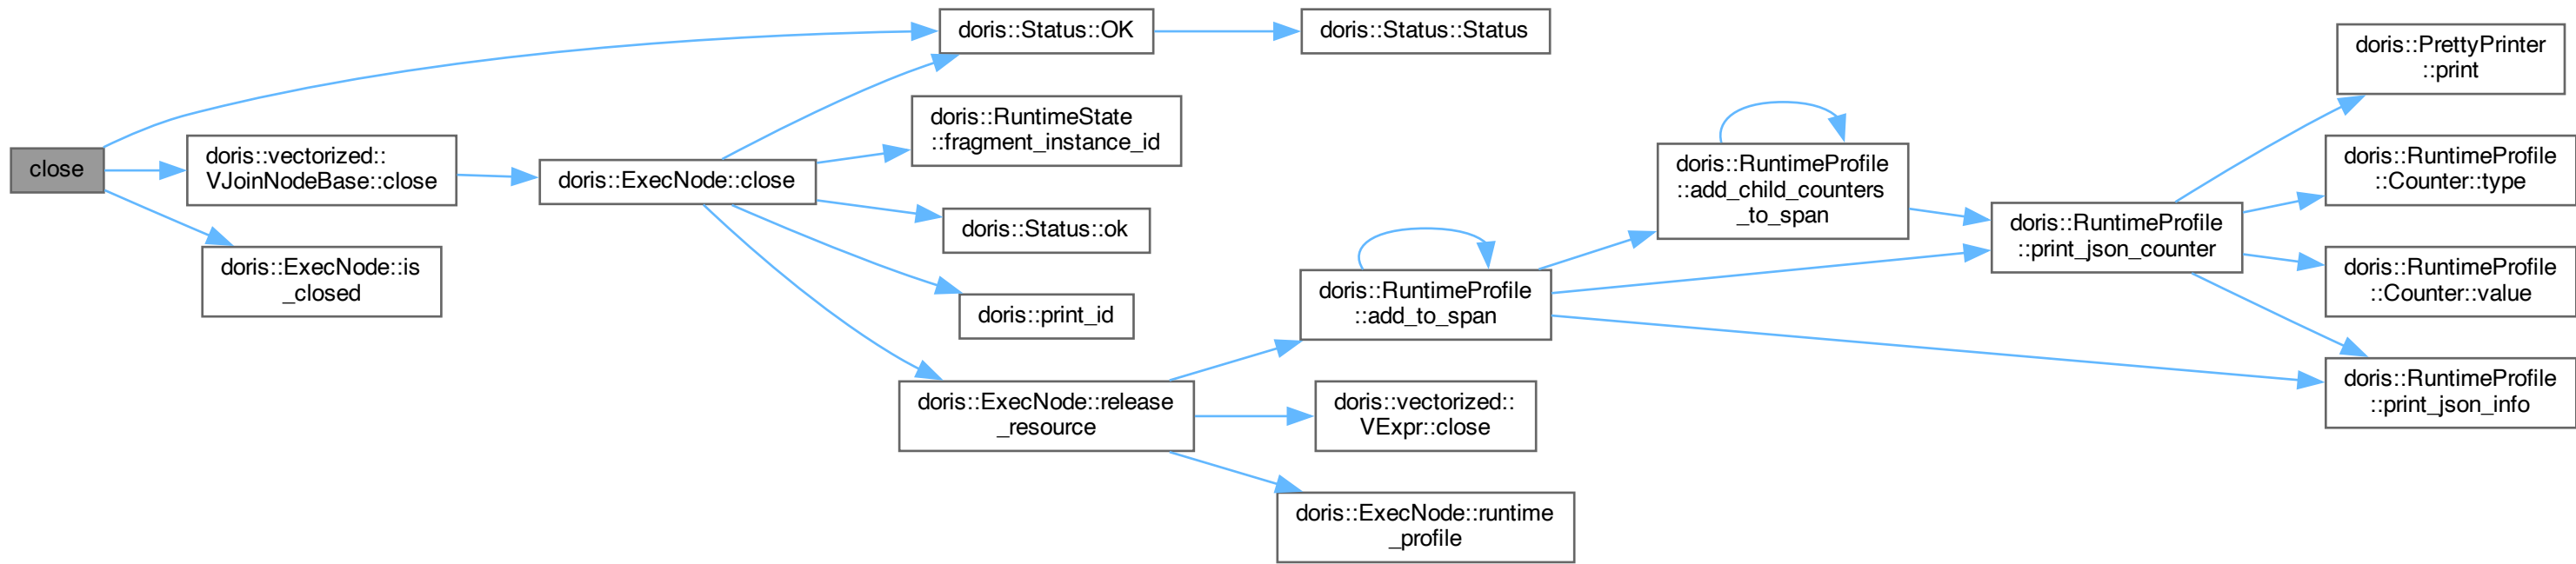 close
doris::vectorized::
VJoinNodeBase::close
doris::ExecNode::is
_closed
doris::ExecNode::close
doris::Status::OK
doris::RuntimeState
::fragment_instance_id
doris::Status::ok
doris::print_id
doris::ExecNode::release
_resource
doris::Status::Status
doris::RuntimeProfile
::add_to_span
doris::vectorized::
VExpr::close
doris::ExecNode::runtime
_profile
doris::RuntimeProfile
::add_child_counters
_to_span
doris::RuntimeProfile
::print_json_counter
doris::PrettyPrinter
::print
doris::RuntimeProfile
::Counter::type
doris::RuntimeProfile
::Counter::value
doris::RuntimeProfile
::print_json_info